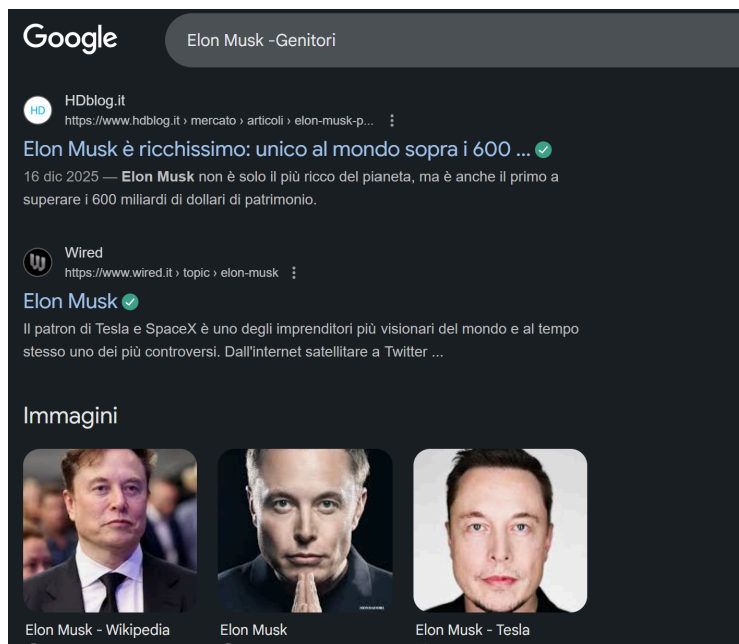 Google
Elon Musk -Genitori
HD
HDblog.it
https://www.hdblog.it › mercato › articoli › elon-musk-p...
Elon Musk è ricchissimo: unico al mondo sopra i 600 ...
16 dic 2025 — Elon Musk non è solo il più ricco del pianeta, ma è anche il primo a
superare i 600 miliardi di dollari di patrimonio.
Wired
https://www.wired.it › topic › elon-musk
Elon Musk
Il patron di Tesla e SpaceX è uno degli imprenditori più visionari del mondo e al tempo
stesso uno dei più controversi. Dall'internet satellitare a Twitter ...
Immagini
Elon Musk - Wikipedia
Elon Musk
Elon Musk - Tesla